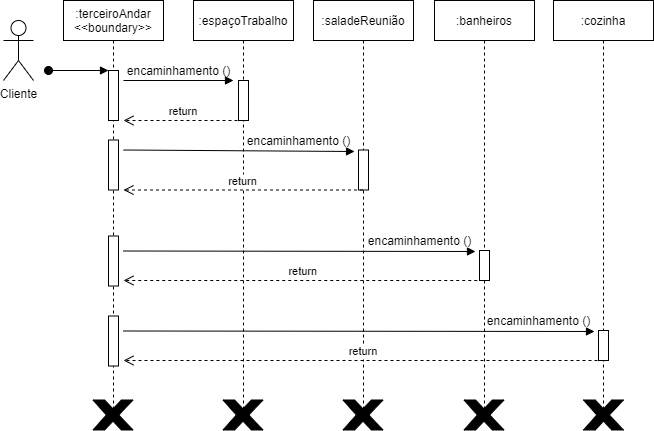 :terceiroAndar
<<boundary>>
:espaçoTrabalho
:saladeReunião
:banheiros
:cozinha
Cliente
encaminhamento ()
return
encaminhamento ()
return
encaminhamento ()
return
encaminhamento ()
return